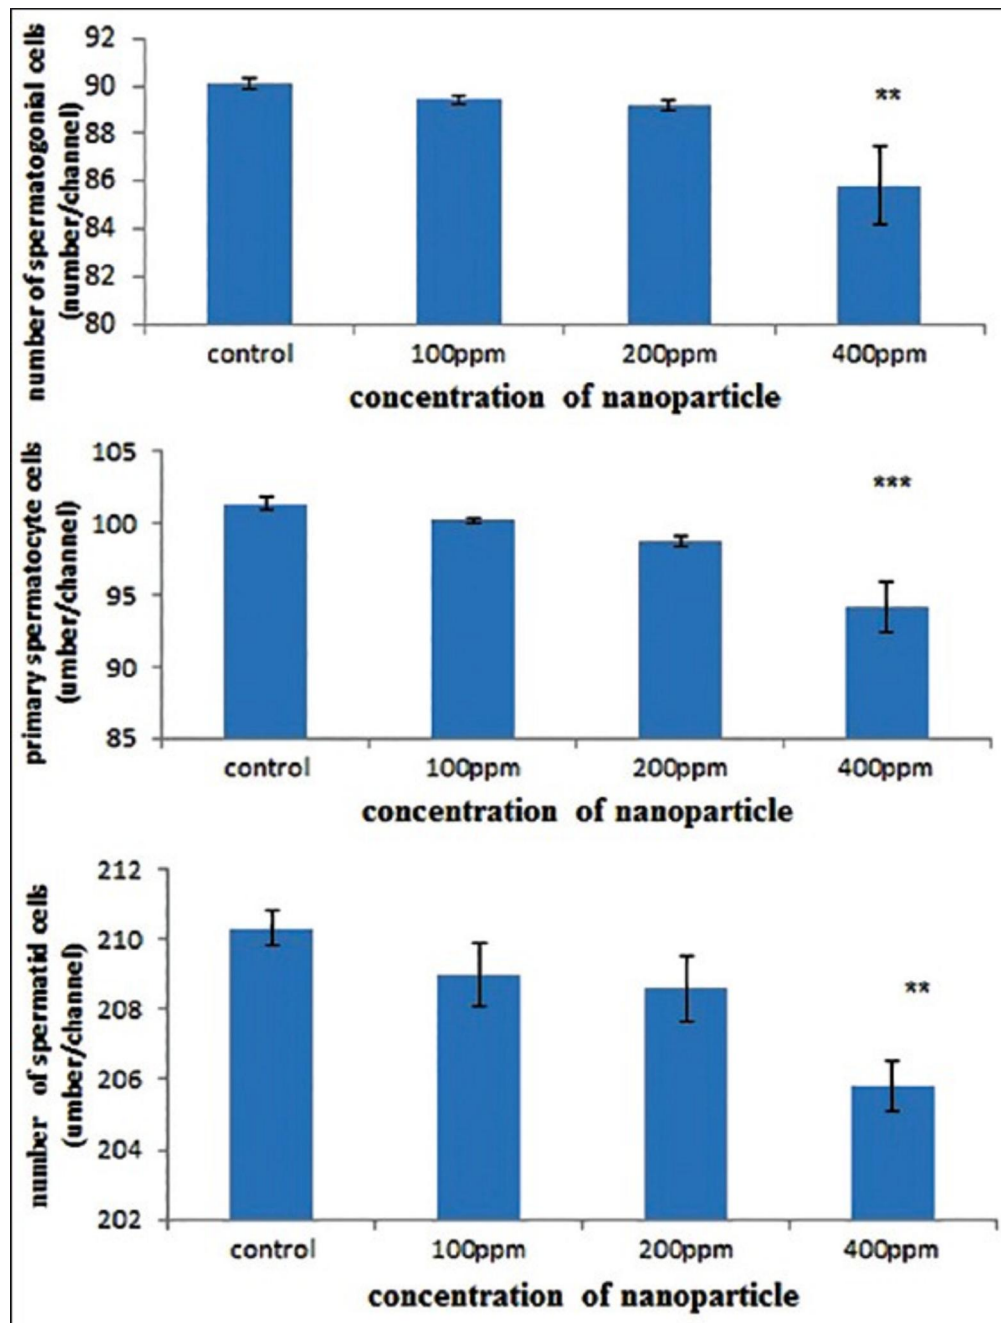 number of spermatogonial cells
(number/channel)
92
90
88
86
84
82
80
**
control 100ppm 200ppm 400ppm
concentration of nanoparticle
primary spermatocyte cells
(umber/channel)
105
100
95
90
85
***
control 100ppm 200ppm 400ppm
concentration of nanoparticle
number of spermatid cells
(umber/channel)
212
210
208
206
204
202
**
control 100ppm 200ppm 400ppm
concentration of nanoparticle